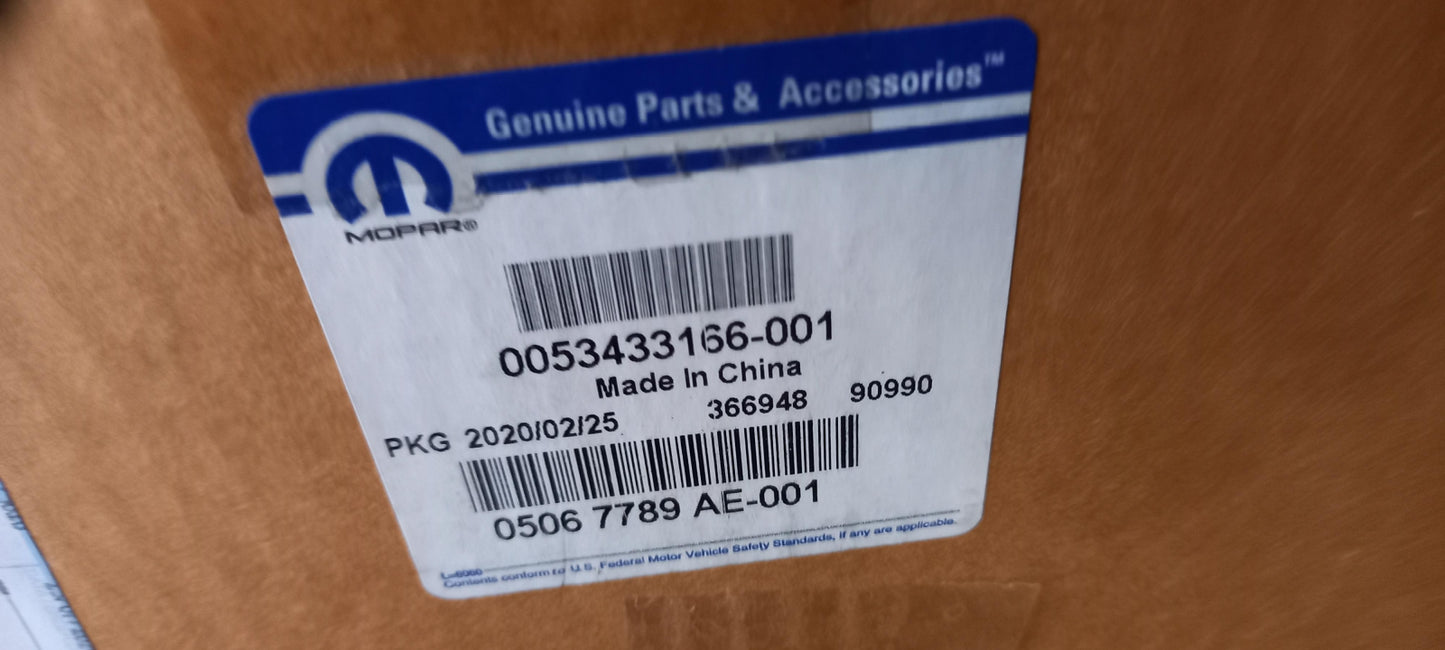 Genuine Parts & Accessories™
MOPAR®
0053433166-001
Made In China
PKG 2020/02/25 366948 90990
0506 7789 AE-001
Contents conform to U.S. Federal Motor Vehicle Safety Standards, if any are applicable.